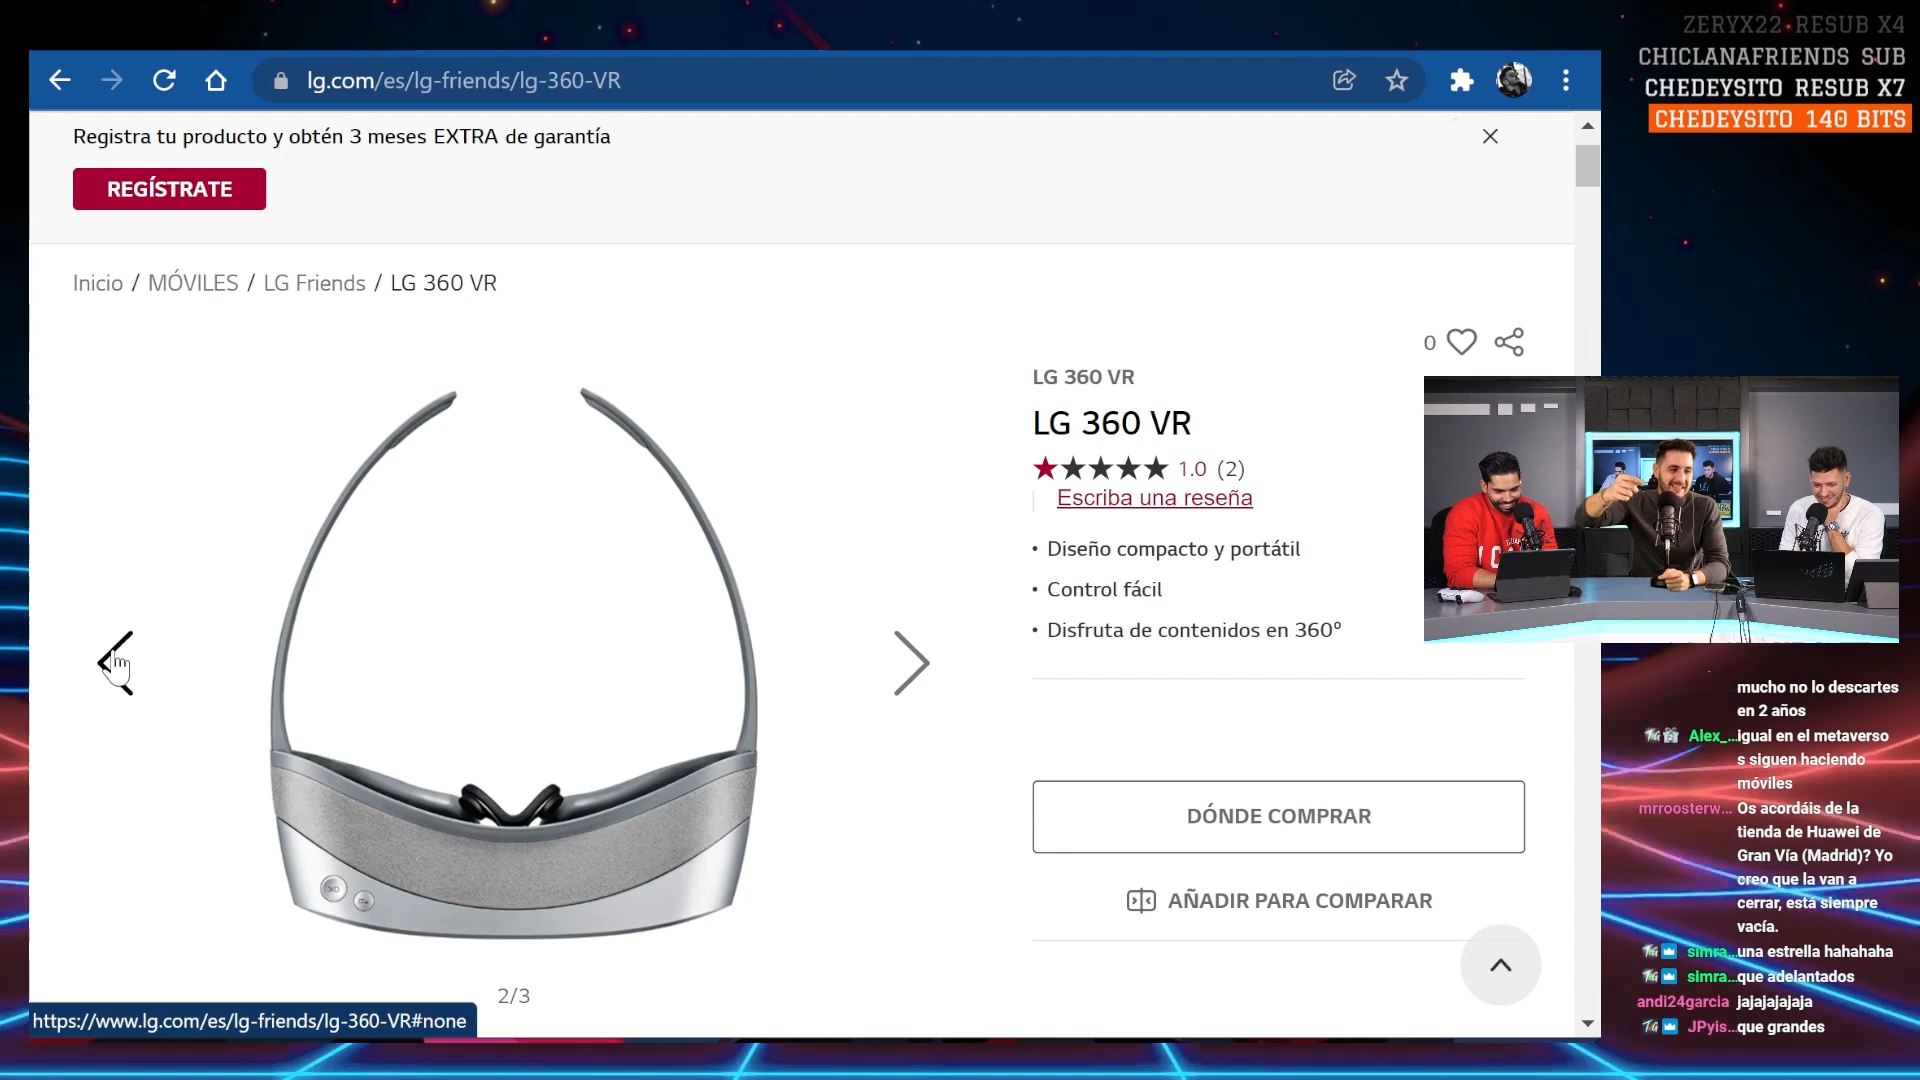 ZERYX22 RESUB X4
CHICLANAFRIENDS SUB
CHEDEYSITO RESUB X7
CHEDEYSITO 140 BITS
lg.com/es/lg-friends/lg-360-VR
Registra tu producto y obtén 3 meses EXTRA de garantía
REGÍSTRATE
Inicio / MÓVILES / LG Friends / LG 360 VR
0
LG 360 VR
LG 360 VR
1.0 (2)
Escriba una reseña
• Diseño compacto y portátil
• Control fácil
• Disfruta de contenidos en 360º
DÓNDE COMPRAR
AÑADIR PARA COMPARAR
2/3
https://www.lg.com/es/lg-friends/lg-360-VR#none
mucho no lo descartes
en 2 años
Alex_...igual en el metaverso
s siguen haciendo
móviles
mrroosterw... Os acordáis de la
tienda de Huawei de
Gran Vía (Madrid)? Yo
creo que la van a
cerrar, está siempre
vacía.
simra...una estrella hahahaha
simra...que adelantados
andi24garcia jajajajajaja
JPyis...que grandes